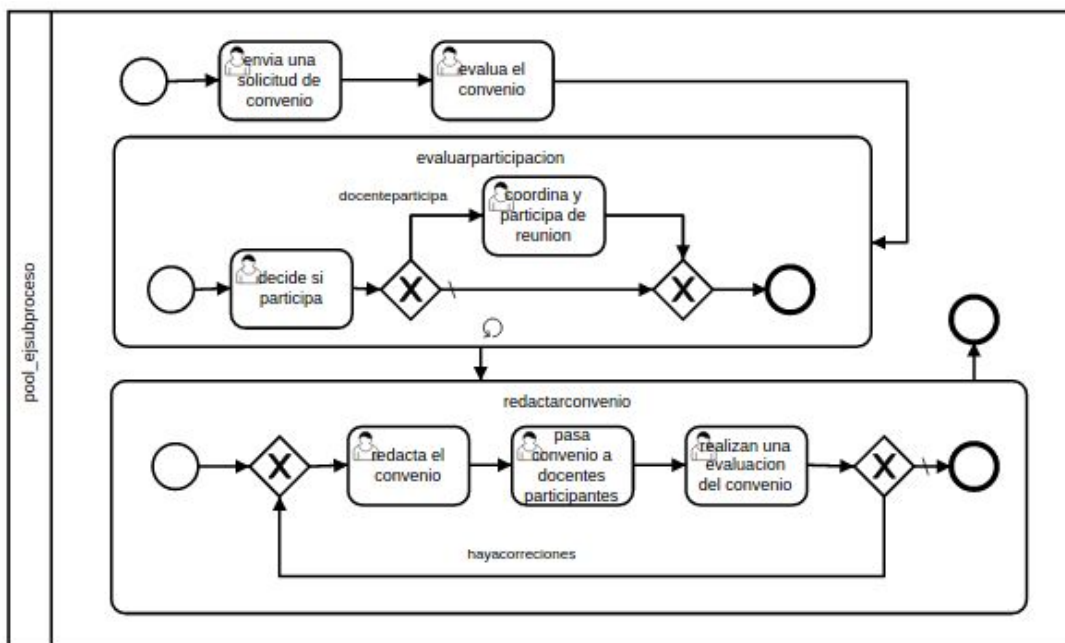 pool_ejsubproceso
envia una
solicitud de
convenio
evalua el
convenio
evaluarparticipacion
docenteparticipa
coordina y
participa de
reunion
decide si
participa
redactarconvenio
redacta el
convenio
pasa
convenio a
docentes
participantes
realizan una
evaluacion
del convenio
hayacorreciones